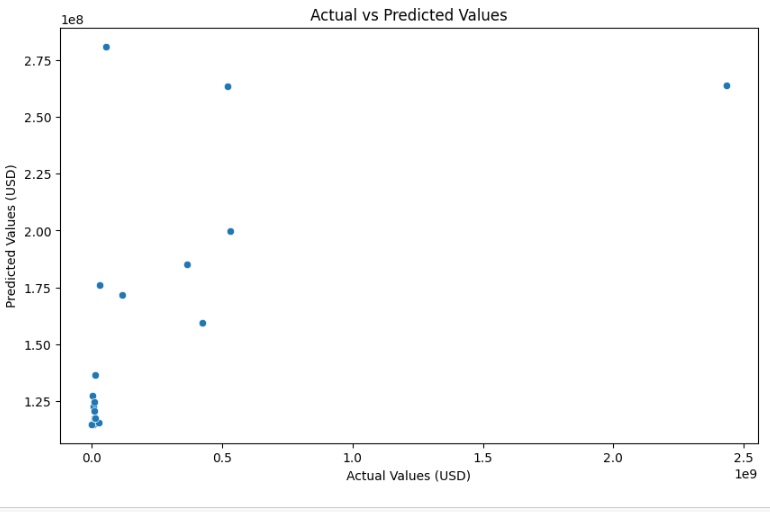 Actual vs Predicted Values
1e8
2.75
2.50
2.25
2.00
1.75
1.50
1.25
Predicted Values (USD)
0.0 0.5 1.0 1.5 2.0 2.5
1e9
Actual Values (USD)